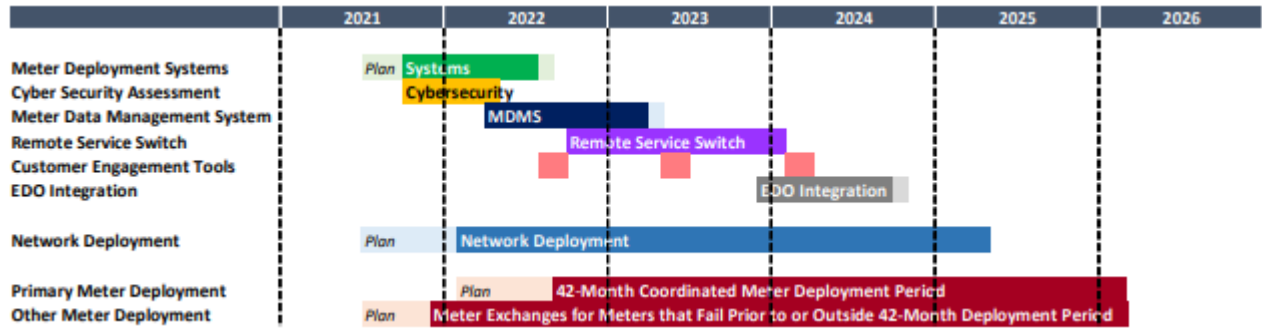 2021 2022 2023 2024 2025 2026
Meter Deployment Systems Plan Systems
Cyber Security Assessment Cybersecurity
Meter Data Management System MDMS
Remote Service Switch Remote Service Switch
Customer Engagement Tools
EDO Integration EDO Integration
Network Deployment Plan Network Deployment
Primary Meter Deployment Plan 42-Month Coordinated Meter Deployment Period
Other Meter Deployment Plan Meter Exchanges for Meters that Fail Prior to or Outside 42-Month Deployment Period